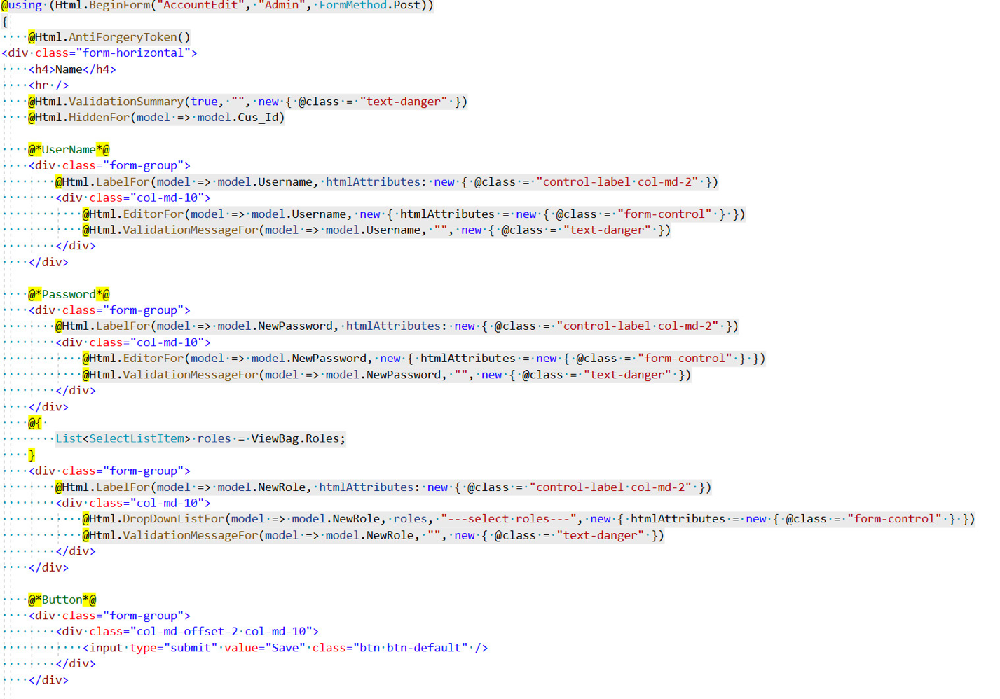 @using (Html.BeginForm("AccountEdit", "Admin", FormMethod.Post))
{
    @Html.AntiForgeryToken()
<div class="form-horizontal">
    <h4>Name</h4>
    <hr />
    @Html.ValidationSummary(true, "", new { @class = "text-danger" })
    @Html.HiddenFor(model => model.Cus_Id)

    @*UserName*@
    <div class="form-group">
        @Html.LabelFor(model => model.Username, htmlAttributes: new { @class = "control-label col-md-2" })
        <div class="col-md-10">
            @Html.EditorFor(model => model.Username, new { htmlAttributes = new { @class = "form-control" } })
            @Html.ValidationMessageFor(model => model.Username, "", new { @class = "text-danger" })
        </div>
    </div>

    @*Password*@
    <div class="form-group">
        @Html.LabelFor(model => model.NewPassword, htmlAttributes: new { @class = "control-label col-md-2" })
        <div class="col-md-10">
            @Html.EditorFor(model => model.NewPassword, new { htmlAttributes = new { @class = "form-control" } })
            @Html.ValidationMessageFor(model => model.NewPassword, "", new { @class = "text-danger" })
        </div>
    </div>
    @{
        List<SelectListItem> roles = ViewBag.Roles;
    }
    <div class="form-group">
        @Html.LabelFor(model => model.NewRole, htmlAttributes: new { @class = "control-label col-md-2" })
        <div class="col-md-10">
            @Html.DropDownListFor(model => model.NewRole, roles, "---select roles---", new { htmlAttributes = new { @class = "form-control" } })
            @Html.ValidationMessageFor(model => model.NewRole, "", new { @class = "text-danger" })
        </div>
    </div>

    @*Button*@
    <div class="form-group">
        <div class="col-md-offset-2 col-md-10">
            <input type="submit" value="Save" class="btn btn-default" />
        </div>
    </div>